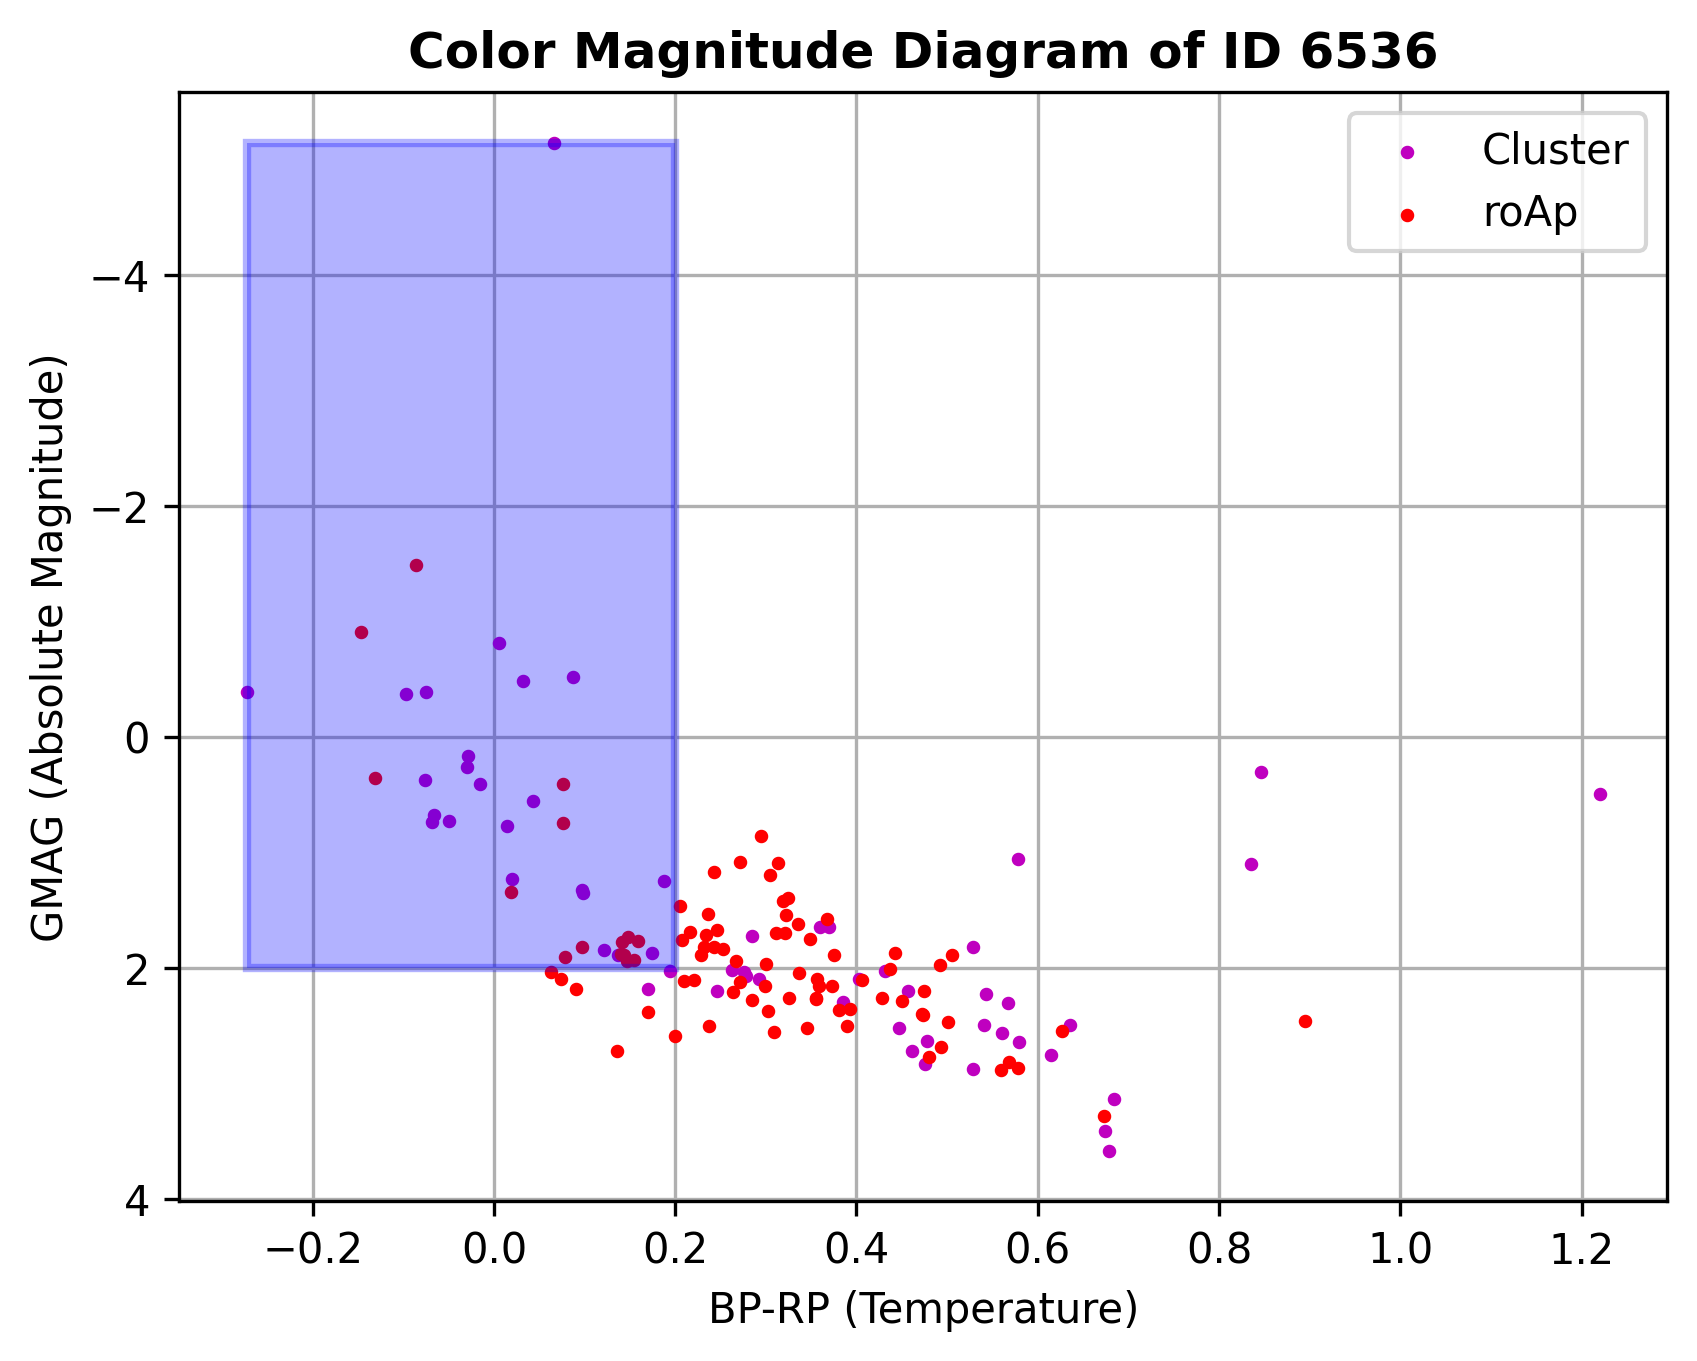 Color Magnitude Diagram of ID 6536
Cluster
roAp
GMAG (Absolute Magnitude)
−4
−2
0
2
4
−0.2 0.0 0.2 0.4 0.6 0.8 1.0 1.2
BP-RP (Temperature)